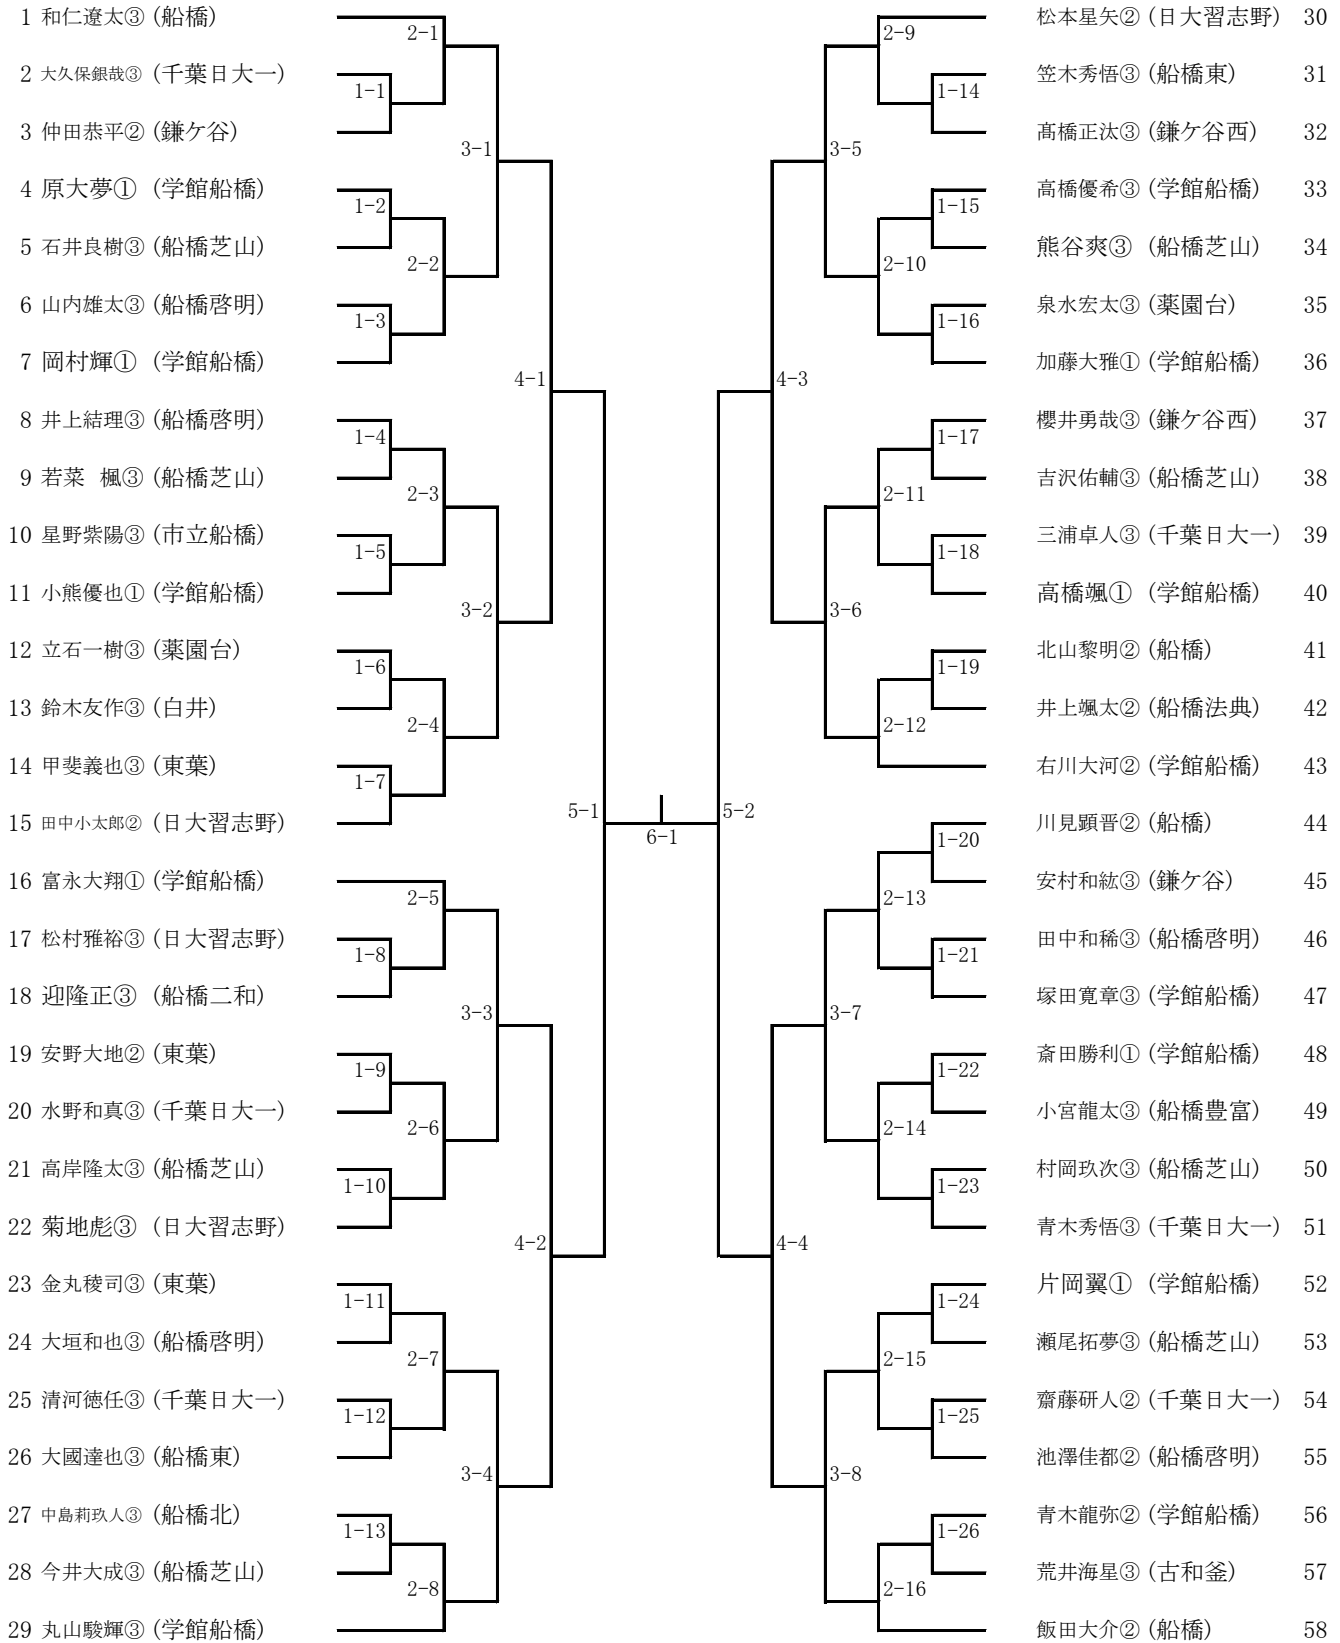 1 和仁遼太③ (船橋)
2-1
2 大久保銀哉③ (千葉日大一)
1-1
3 仲田恭平② (鎌ケ谷)
3-1
4 原大夢① (学館船橋)
1-2
5 石井良樹③ (船橋芝山)
2-2
6 山内雄太③ (船橋啓明)
1-3
7 岡村輝① (学館船橋)
4-1
8 井上結理③ (船橋啓明)
1-4
9 若菜 楓③ (船橋芝山)
2-3
10 星野紫陽③ (市立船橋)
1-5
11 小熊優也① (学館船橋)
3-2
12 立石一樹③ (薬園台)
1-6
13 鈴木友作③ (白井)
2-4
14 甲斐義也③ (東葉)
1-7
15 田中小太郎② (日大習志野)
5-1
16 富永大翔① (学館船橋)
2-5
17 松村雅裕③ (日大習志野)
1-8
18 迎隆正③ (船橋二和)
3-3
19 安野大地② (東葉)
1-9
20 水野和真③ (千葉日大一)
2-6
21 高岸隆太③ (船橋芝山)
1-10
22 菊地彪③ (日大習志野)
4-2
23 金丸稜司③ (東葉)
1-11
24 大垣和也③ (船橋啓明)
2-7
25 清河徳任③ (千葉日大一)
1-12
26 大國達也③ (船橋東)
3-4
27 中島莉玖人③ (船橋北)
1-13
28 今井大成③ (船橋芝山)
2-8
29 丸山駿輝③ (学館船橋)
6-1
松本星矢② (日大習志野) 30
2-9
笠木秀悟③ (船橋東) 31
1-14
髙橋正汰③ (鎌ケ谷西) 32
3-5
高橋優希③ (学館船橋) 33
1-15
熊谷爽③ (船橋芝山) 34
2-10
泉水宏太③ (薬園台) 35
1-16
加藤大雅① (学館船橋) 36
4-3
櫻井勇哉③ (鎌ケ谷西) 37
1-17
吉沢佑輔③ (船橋芝山) 38
2-11
三浦卓人③ (千葉日大一) 39
1-18
高橋颯① (学館船橋) 40
3-6
北山黎明② (船橋) 41
1-19
井上颯太② (船橋法典) 42
2-12
右川大河② (学館船橋) 43
5-2
川見顕晋② (船橋) 44
1-20
安村和紘③ (鎌ケ谷) 45
2-13
田中和稀③ (船橋啓明) 46
1-21
塚田寛章③ (学館船橋) 47
3-7
斎田勝利① (学館船橋) 48
1-22
小宮龍太③ (船橋豊富) 49
2-14
村岡玖次③ (船橋芝山) 50
1-23
青木秀悟③ (千葉日大一) 51
4-4
片岡翼① (学館船橋) 52
1-24
瀬尾拓夢③ (船橋芝山) 53
2-15
齋藤研人② (千葉日大一) 54
1-25
池澤佳都② (船橋啓明) 55
3-8
青木龍弥② (学館船橋) 56
1-26
荒井海星③ (古和釜) 57
2-16
飯田大介② (船橋) 58